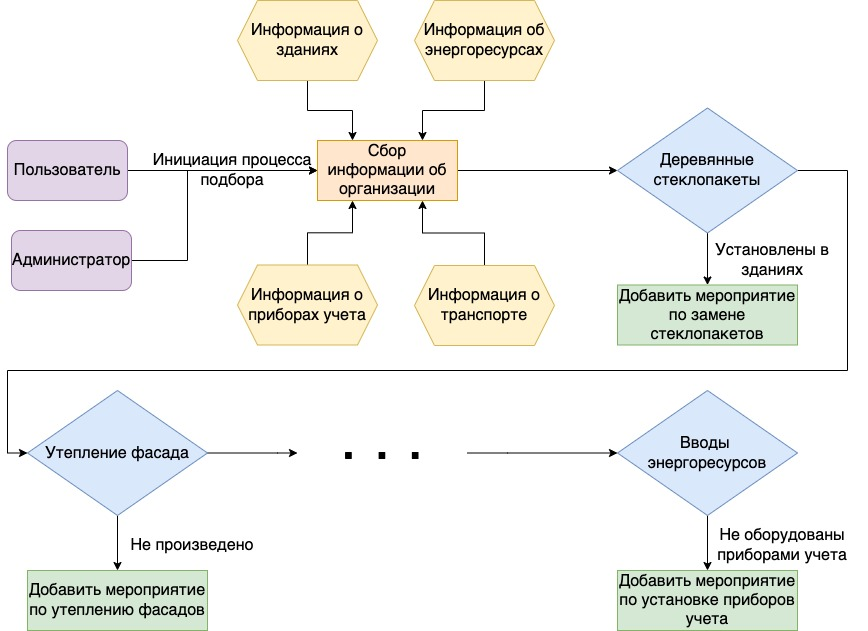 Информация о
зданиях
Информация об
энергоресурсах
Пользователь
Инициация процесса
подбора
Сбор
информации об
организации
Деревянные
стеклопакеты
Администратор
Установлены в
зданиях
Информация о
приборах учета
Информация о
транспорте
Добавить мероприятие
по замене
стеклопакетов
Утепление фасада
. . .
Вводы
энергоресурсов
Не произведено
Не оборудованы
приборами учета
Добавить мероприятие
по утеплению фасадов
Добавить мероприятие
по установке приборов
учета